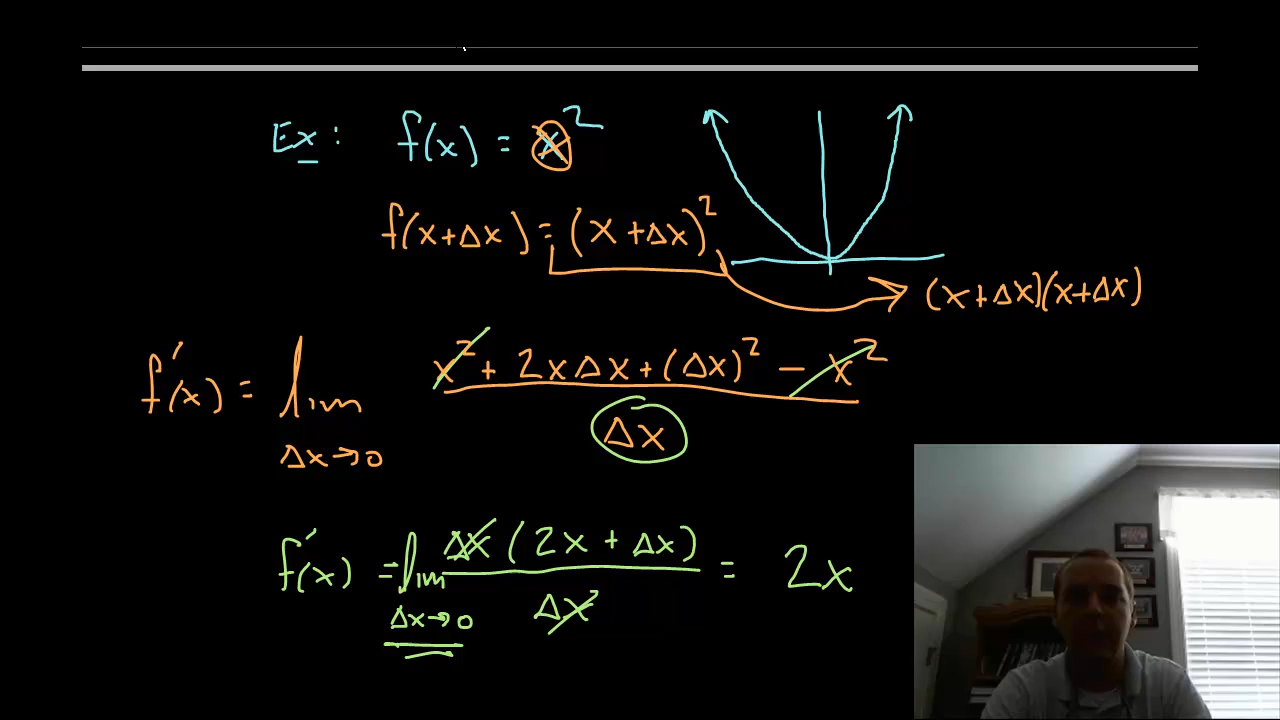 Ex: f(x) = x²
f(x+Δx) = (x+Δx)²
(x+Δx)(x+Δx)
f'(x) = lim Δx→0 x² + 2xΔx + (Δx)² − x² / Δx
f'(x) = lim Δx→0 Δx(2x + Δx) / Δx = 2x